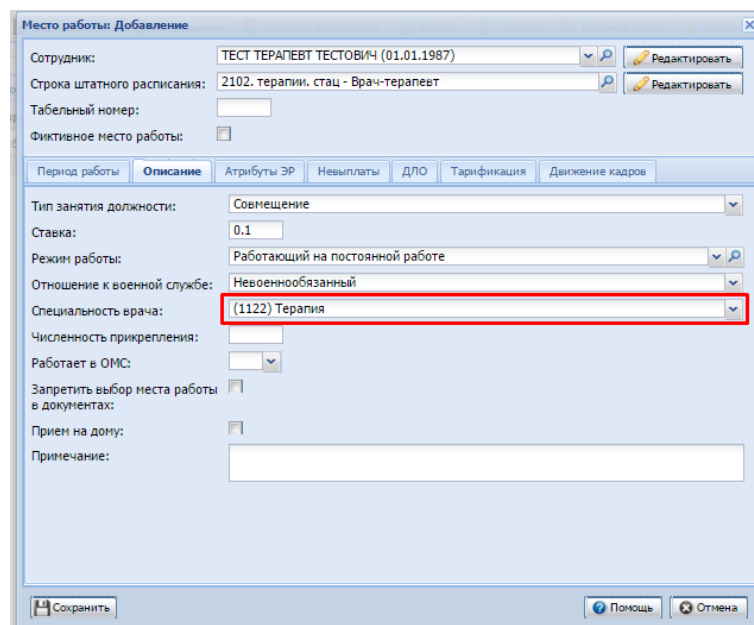 Место работы: Добавление
Сотрудник: ТЕСТ ТЕРАПЕВТ ТЕСТОВИЧ (01.01.1987) Редактировать
Строка штатного расписания: 2102. терапии. стац - Врач-терапевт Редактировать
Табельный номер:
Фиктивное место работы:
Период работы Описание Атрибуты ЭР Невыплаты ДЛО Тарификация Движение кадров
Тип занятия должности: Совмещение
Ставка: 0.1
Режим работы: Работающий на постоянной работе
Отношение к военной службе: Невоеннообязанный
Специальность врача: (1122) Терапия
Численность прикрепления:
Работает в ОМС:
Запретить выбор места работы
в документах:
Прием на дому:
Примечание:
Сохранить Помощь Отмена